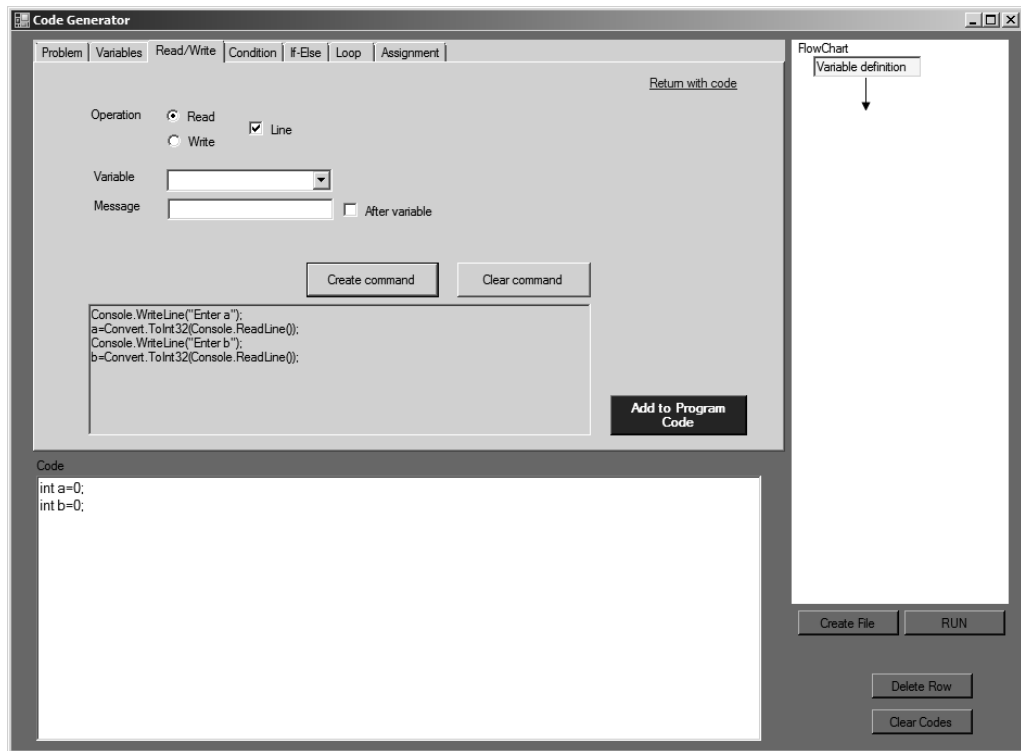 Code Generator
Problem Variables Read/Write Condition If-Else Loop Assignment
Return with code
Operation Read
Line
Write
Variable
Message After variable
Create command Clear command
Console.WriteLine("Enter a");
a=Convert.ToInt32(Console.ReadLine());
Console.WriteLine("Enter b");
b=Convert.ToInt32(Console.ReadLine());
Add to Program
Code
Code
int a=0;
int b=0;
FlowChart
Variable definition
Create File RUN
Delete Row
Clear Codes